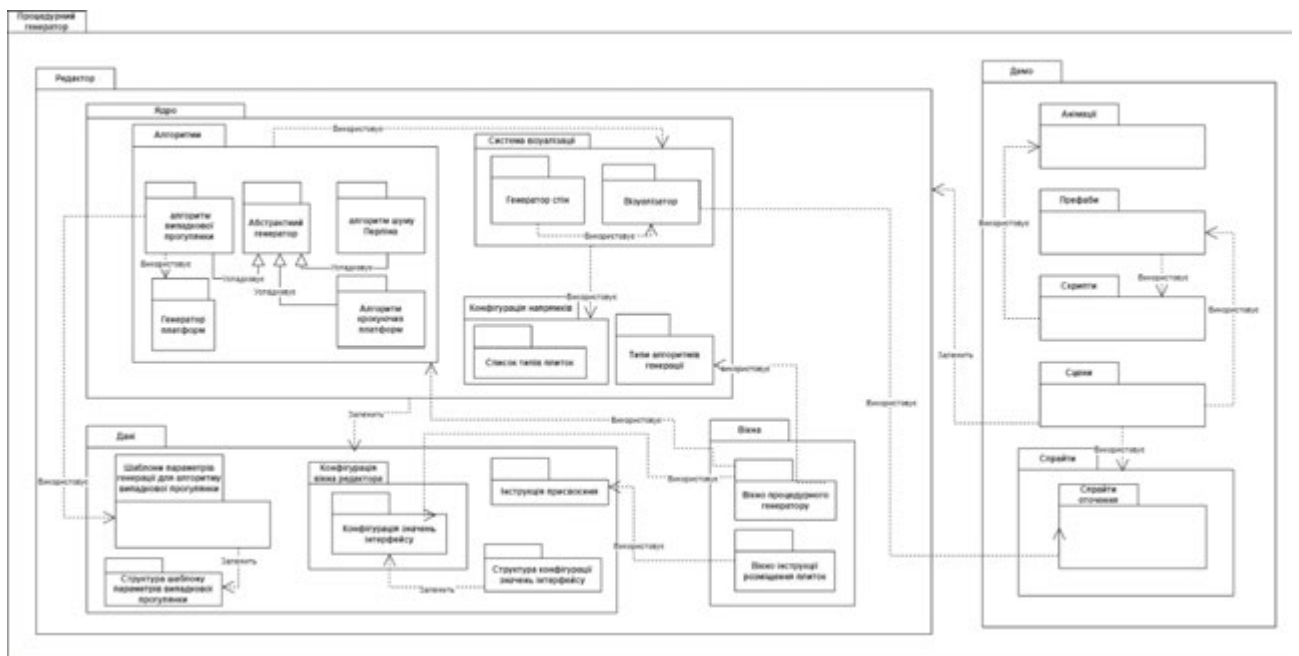 Процедурний
генератор
Редактор
Ядро
Алгоритми
Використовує
алгоритм
випадкової
прогулянки
Абстрактний
генератор
алгоритм шуму
Перліна
Використовує
Успадковує
Успадковує
Успадковує
Генератор
платформ
Алгоритм
крокуючих
платформ
Система візуалізації
Генератор стін
Візуалізатор
Використовує
Використовує
Конфігурація напрямків
Список типів плиток
Типи алгоритмів
генерації
Використовує
Залежить
Використовує
Використовує
Використовує
Дані
Шаблони параметрів
генерації для алгоритму
випадкової прогулянки
Використовує
Залежить
Структура шаблону
параметрів випадкової
прогулянки
Конфігурація
вікна редактора
Конфігурація значень
інтерфейсу
Інструкція присвоєння
Структура конфігурації
значень інтерфейсу
Залежить
Використовує
Вікна
Вікно процедурного
генератору
Вікно інструкції
розміщення плиток
Демо
Анімації
Префаби
Використовує
Скрипти
Використовує
Використовує
Залежить
Сцени
Використовує
Спрайти
Спрайти
оточення